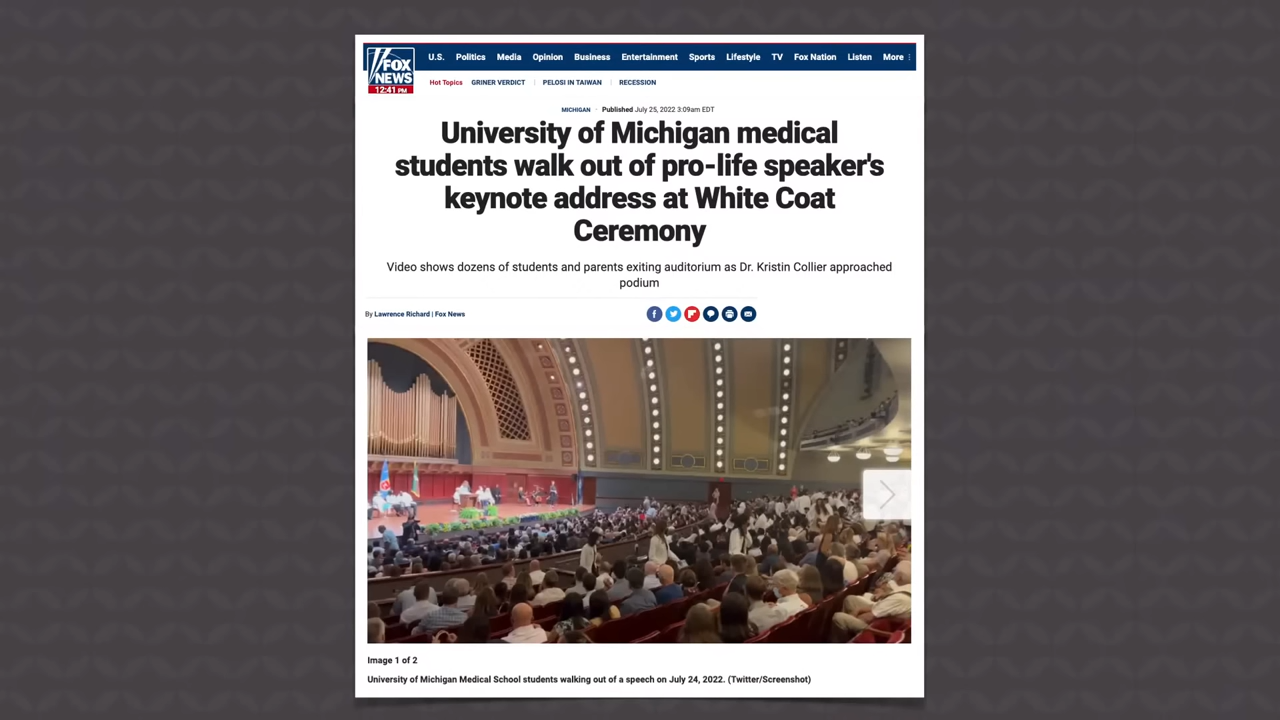 FOX
NEWS
12:41 PM
U.S. Politics Media Opinion Business Entertainment Sports Lifestyle TV Fox Nation Listen More
Hot Topics GRINER VERDICT PELOSI IN TAIWAN RECESSION
MICHIGAN Published July 25, 2022 3:09am EDT
University of Michigan medical
students walk out of pro-life speaker's
keynote address at White Coat
Ceremony
Video shows dozens of students and parents exiting auditorium as Dr. Kristin Collier approached
podium
By Lawrence Richard | Fox News
Image 1 of 2
University of Michigan Medical School students walking out of a speech on July 24, 2022. (Twitter/Screenshot)